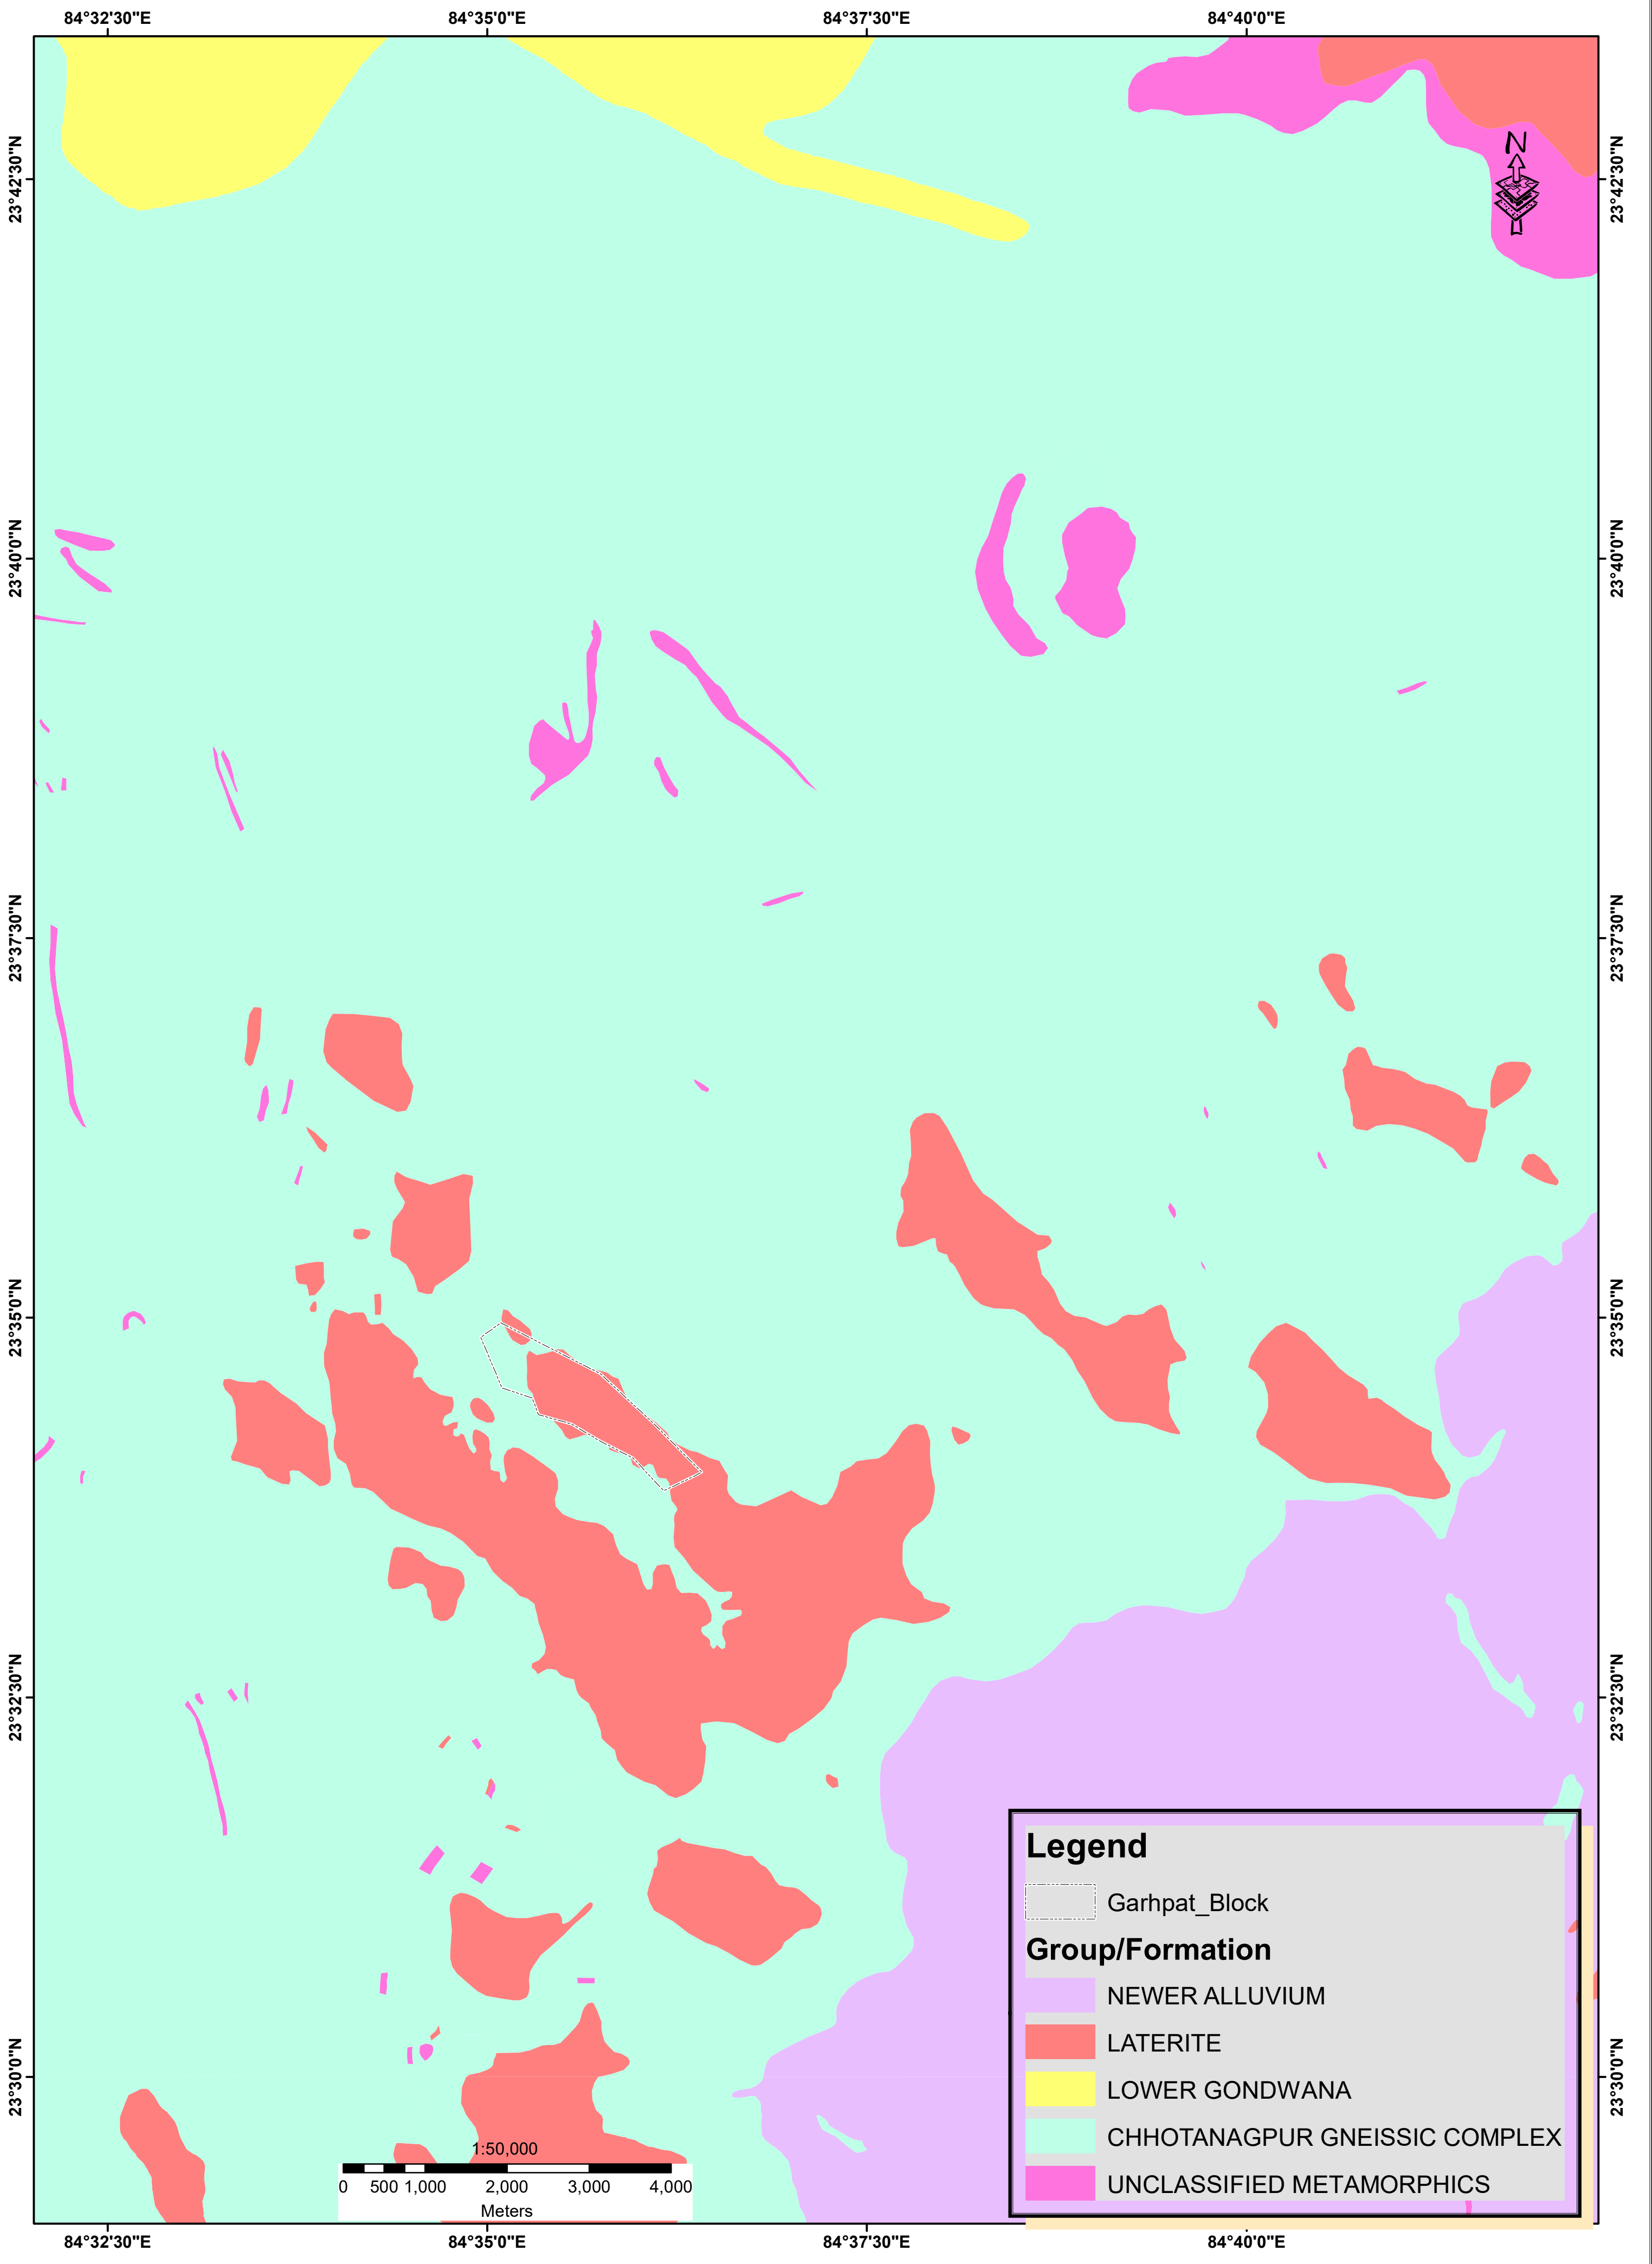 84°32'30"E 84°35'0"E 84°37'30"E 84°40'0"E
N
23°42'30"N 23°42'30"N
23°40'0"N 23°40'0"N
23°37'30"N 23°37'30"N
23°35'0"N 23°35'0"N
23°32'30"N 23°32'30"N
23°30'0"N 23°30'0"N
Legend
Garhpat_Block
Group/Formation
NEWER ALLUVIUM
LATERITE
LOWER GONDWANA
CHHOTANAGPUR GNEISSIC COMPLEX
UNCLASSIFIED METAMORPHICS
1:50,000
0 500 1,000 2,000 3,000 4,000
Meters
84°32'30"E 84°35'0"E 84°37'30"E 84°40'0"E